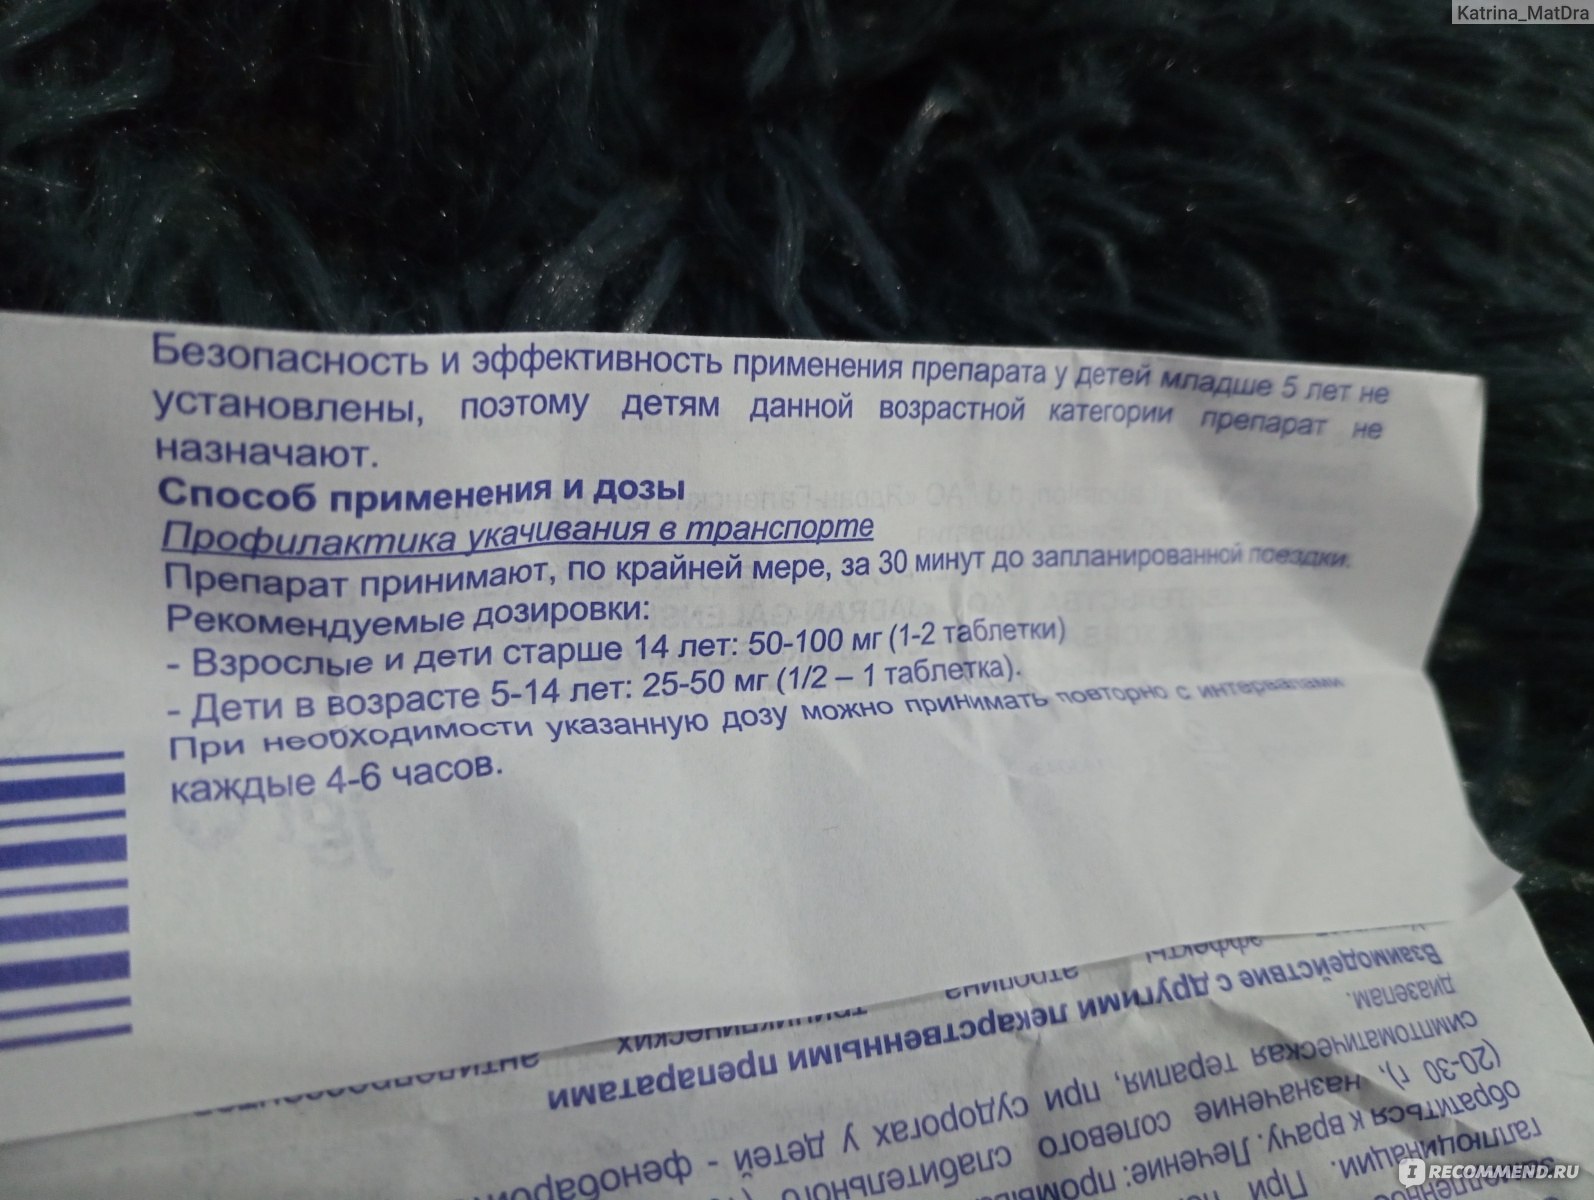 Katrina_MatDra
Безопасность и эффективность применения препарата у детей младше 5 лет не
установлены, поэтому детям данной возрастной категории препарат не
назначают.
Способ применения и дозы
Профилактика укачивания в транспорте
Препарат принимают, по крайней мере, за 30 минут до запланированной поездки.
Рекомендуемые дозировки:
- Взрослые и дети старше 14 лет: 50-100 мг (1-2 таблетки)
- Дети в возрасте 5-14 лет: 25-50 мг (1/2 – 1 таблетка).
При необходимости указанную дозу можно принимать повторно с интервалами
каждые 4-6 часов.
галлюцинации. При
обратиться к врачу. Лечение:
(20-30 г), назначение солевого слабительного
симптоматическая терапия, при судорогах у детей -
диазепам.
Взаимодействие с другими лекарственными препаратами
эффекты атропина
IRECOMMEND.RU